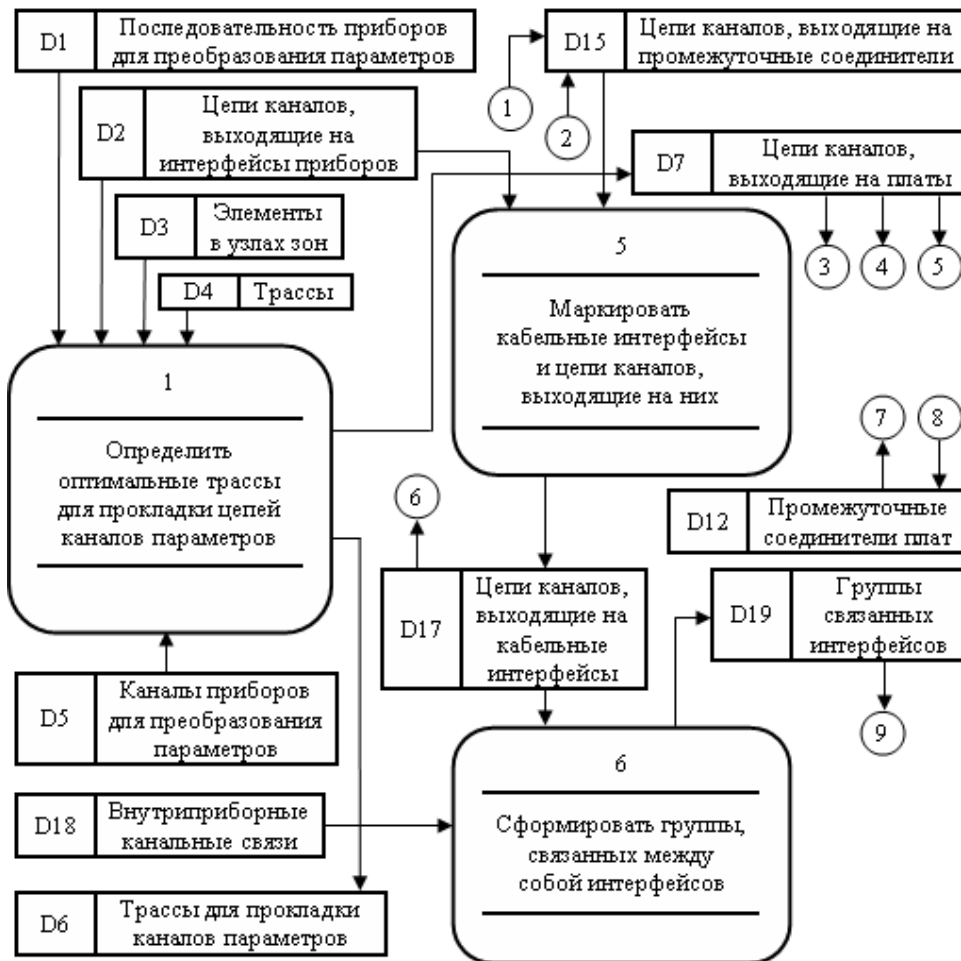 D1
Последовательность приборов
для преобразования параметров
D15
Цепи каналов, выходящие на
промежуточные соединители
1
2
D2
Цепи каналов,
выходящие на
интерфейсы приборов
D7
Цепи каналов,
выходящие на платы
D3
Элементы
в узлах зон
3
4
5
D4
Трассы
5
Маркировать
кабельные интерфейсы
и цепи каналов,
выходящие на них
1
Определить
оптимальные трассы
для прокладки цепей
каналов параметров
7
8
6
D12
Промежуточные
соединители плат
D17
Цепи каналов,
выходящие на
кабельные
интерфейсы
D19
Группы
связанных
интерфейсов
D5
Каналы приборов
для преобразования
параметров
9
6
Сформировать группы,
связанных между
собой интерфейсов
D18
Внутриприборные
канальные связи
D6
Трассы для прокладки
каналов параметров